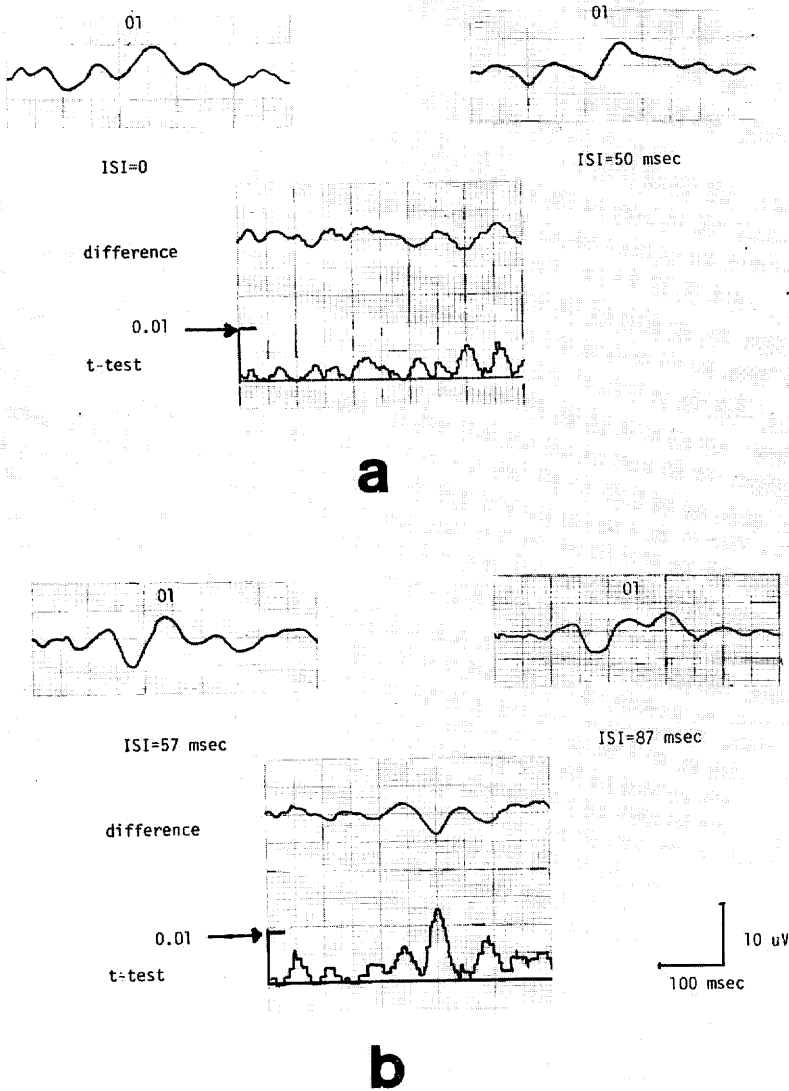 01
01
ISI=0
ISI=50 msec
difference
0.01
t-test
a
01
01
ISI=57 msec
ISI=87 msec
difference
0.01
t-test
10 uV
100 msec
b